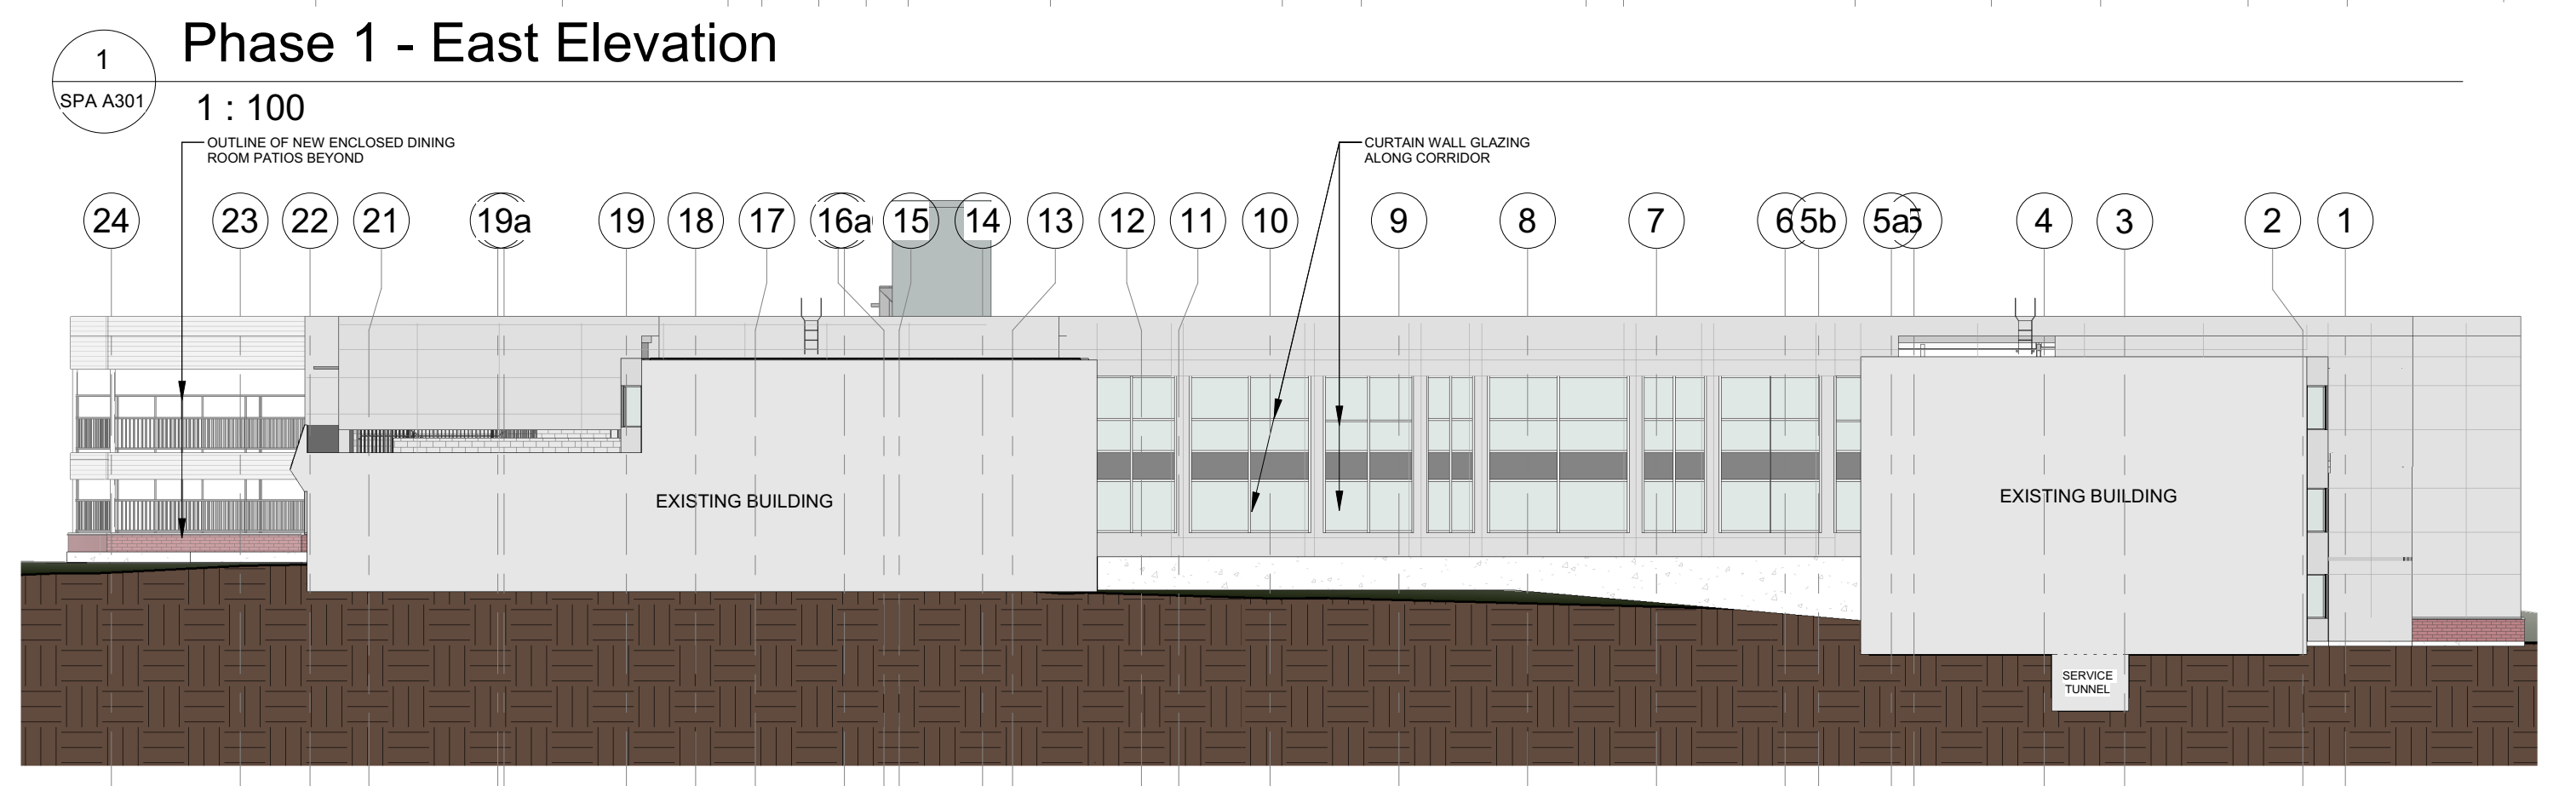 1
SPA A301
Phase 1 - East Elevation
1 : 100
OUTLINE OF NEW ENCLOSED DINING
ROOM PATIOS BEYOND
CURTAIN WALL GLAZING
ALONG CORRIDOR
24 23 22 21 19a 19 18 17 16a 15 14 13 12 11 10 9 8 7 6 5b 5a 5 4 3 2 1
EXISTING BUILDING
EXISTING BUILDING
SERVICE
TUNNEL